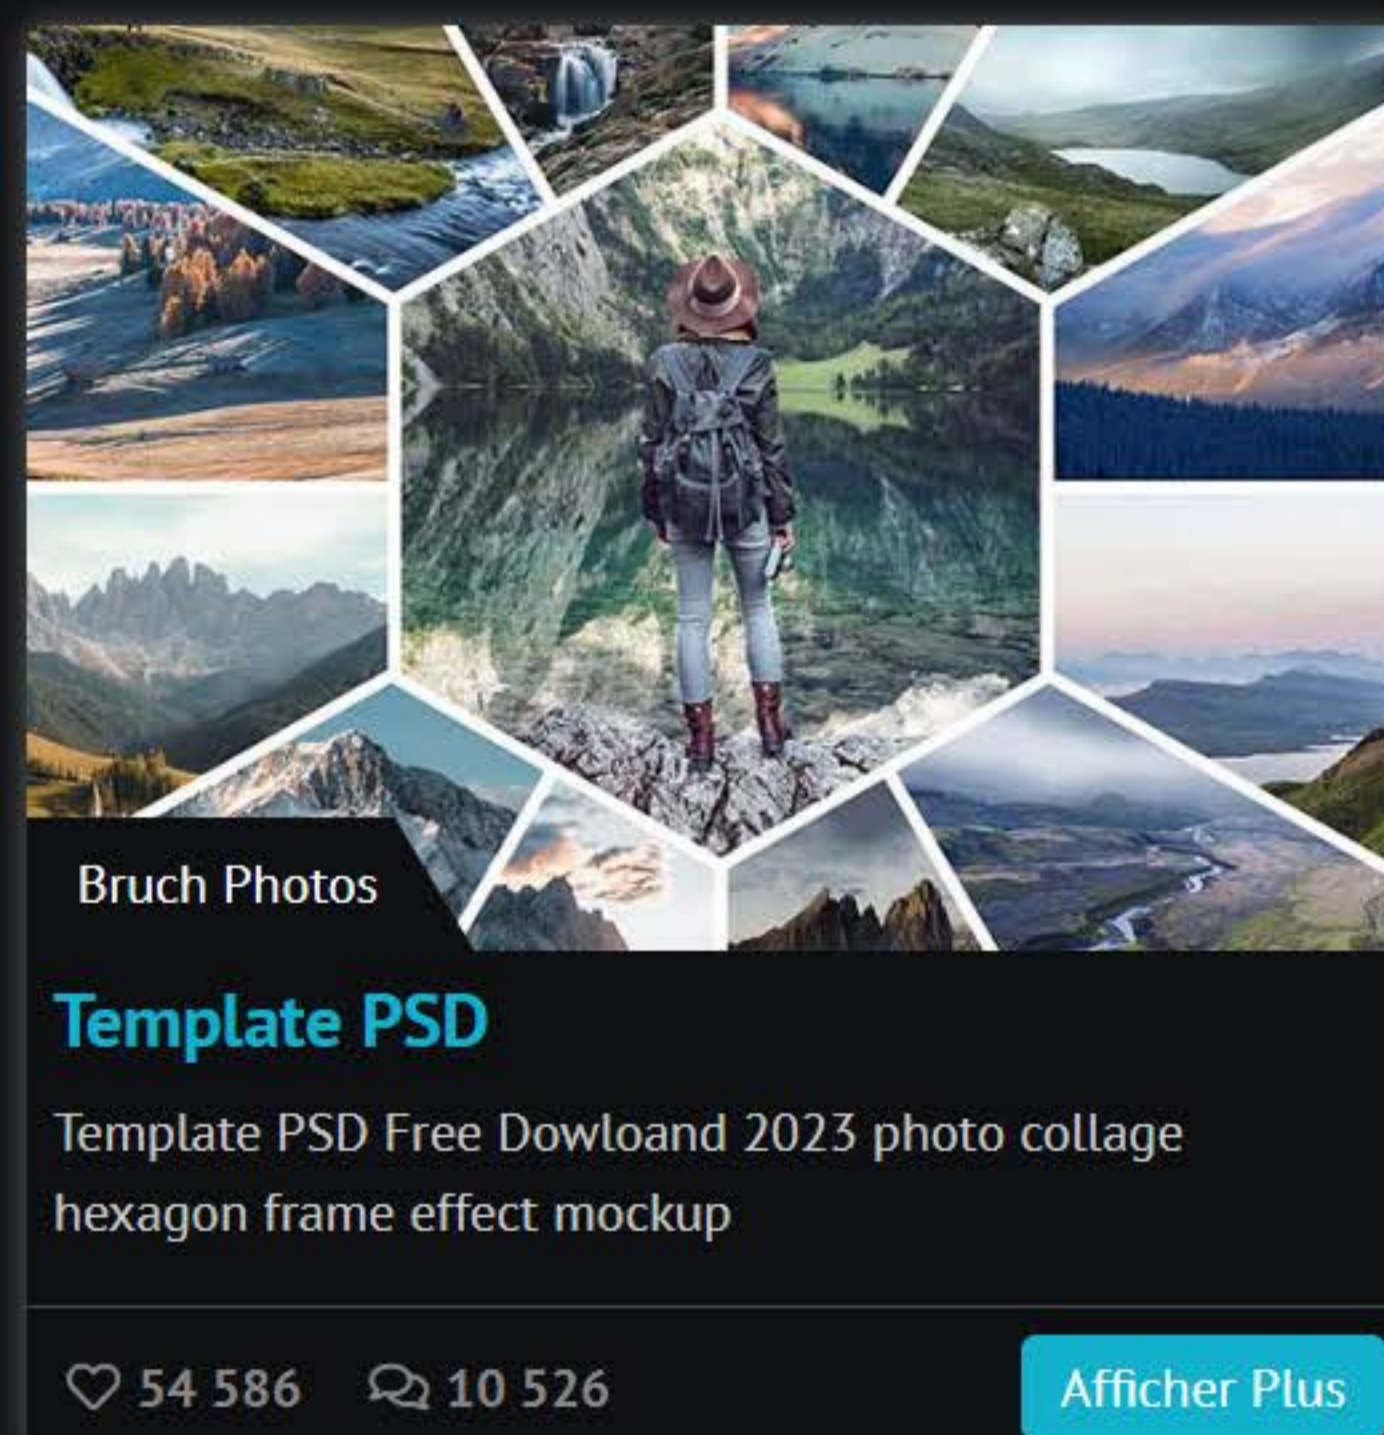 Bruch Photos
Template PSD
Template PSD Free Dowloand 2023 photo collage
hexagon frame effect mockup
54 586 10 526 Afficher Plus